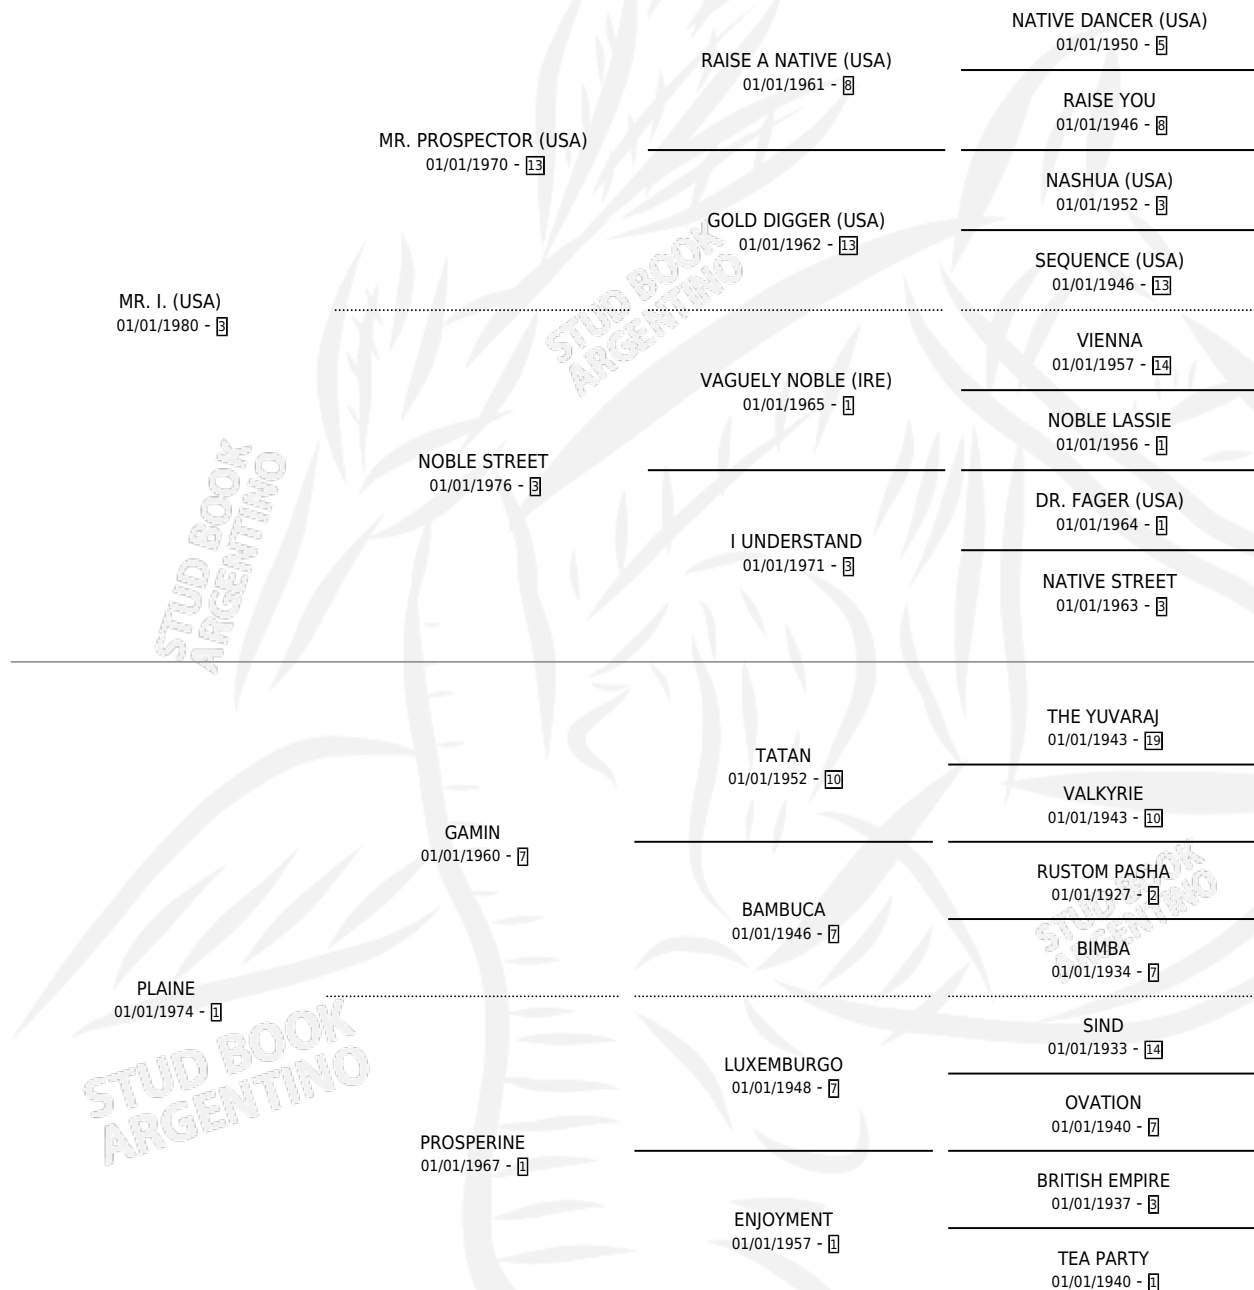 NATIVE DANCER (USA)
01/01/1950 - 5
RAISE A NATIVE (USA)
01/01/1961 - 8
RAISE YOU
01/01/1946 - 8
MR. PROSPECTOR (USA)
01/01/1970 - 13
NASHUA (USA)
01/01/1952 - 3
GOLD DIGGER (USA)
01/01/1962 - 13
SEQUENCE (USA)
01/01/1946 - 13
MR. I. (USA)
01/01/1980 - 3
STUD BOOK
ARGENTINO
VIENNA
01/01/1957 - 14
VAGUELY NOBLE (IRE)
01/01/1965 - 1
NOBLE LASSIE
01/01/1956 - 1
NOBLE STREET
01/01/1976 - 3
DR. FAGER (USA)
01/01/1964 - 1
I UNDERSTAND
01/01/1971 - 3
NATIVE STREET
01/01/1963 - 3
STUD BOOK
ARGENTINO
THE YUVARAJ
01/01/1943 - 19
TATAN
01/01/1952 - 10
VALKYRIE
01/01/1943 - 10
GAMIN
01/01/1960 - 7
RUSTOM PASHA
01/01/1927 - 2
BAMBUCA
01/01/1946 - 7
STUD BOOK
ARGENTINO
BIMBA
01/01/1934 - 7
PLAINE
01/01/1974 - 1
SIND
01/01/1933 - 14
LUXEMBURGO
01/01/1948 - 7
STUD BOOK
ARGENTINO
OVATION
01/01/1940 - 7
PROSPERINE
01/01/1967 - 1
BRITISH EMPIRE
01/01/1937 - 3
ENJOYMENT
01/01/1957 - 1
TEA PARTY
01/01/1940 - 1